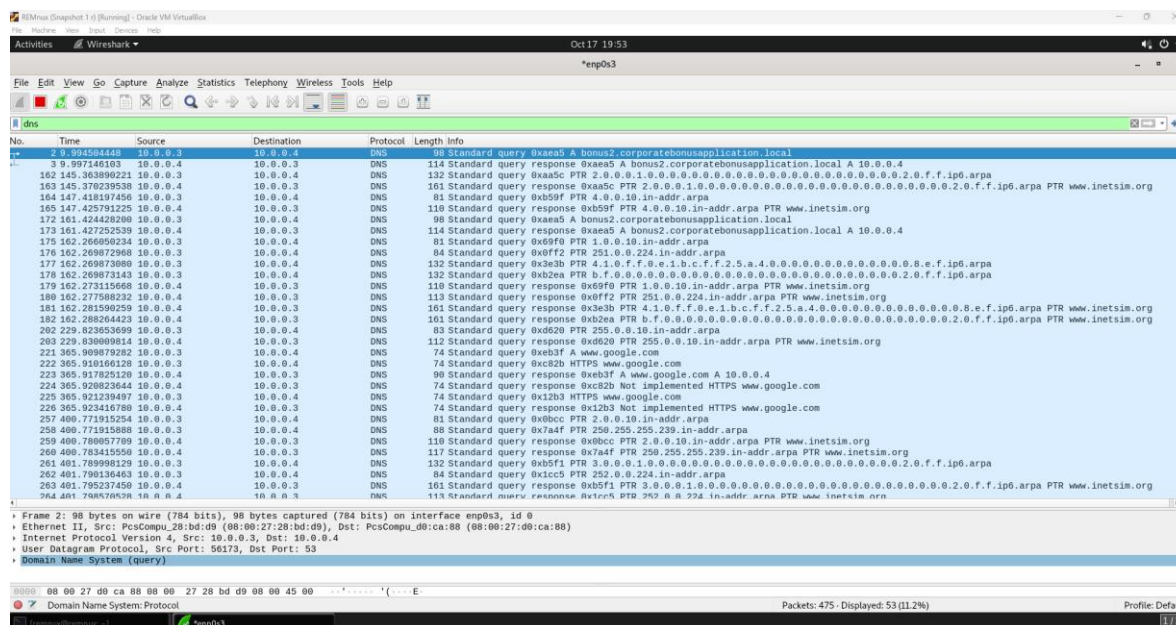 REMnux (Snapshot 1 r) [Running] - Oracle VM VirtualBox
File Machine View Input Devices Help
Activities Wireshark Oct 17 19:53
*enp0s3
File Edit View Go Capture Analyze Statistics Telephony Wireless Tools Help
dns
No. Time Source Destination Protocol Length Info
2 9.994504448 10.0.0.3 10.0.0.4 DNS 98 Standard query 0xaea5 A bonus2.corporatebonusapplication.local
3 9.997146103 10.0.0.4 10.0.0.3 DNS 114 Standard query response 0xaea5 A bonus2.corporatebonusapplication.local A 10.0.0.4
162 145.363890221 10.0.0.3 10.0.0.4 DNS 132 Standard query 0xaa5c PTR 2.0.0.0.1.0.0.0.0.0.0.0.0.0.0.0.0.0.0.0.0.0.0.0.0.0.0.0.2.0.f.f.ip6.arpa
163 145.370239538 10.0.0.4 10.0.0.3 DNS 161 Standard query response 0xaa5c PTR 2.0.0.0.1.0.0.0.0.0.0.0.0.0.0.0.0.0.0.0.0.0.0.0.0.0.0.0.2.0.f.f.ip6.arpa PTR www.inetsim.org
164 147.418197456 10.0.0.3 10.0.0.4 DNS 81 Standard query 0xb59f PTR 4.0.0.10.in-addr.arpa
165 147.425791225 10.0.0.4 10.0.0.3 DNS 110 Standard query response 0xb59f PTR 4.0.0.10.in-addr.arpa PTR www.inetsim.org
172 161.424428200 10.0.0.3 10.0.0.4 DNS 98 Standard query 0xaea5 A bonus2.corporatebonusapplication.local
173 161.427252539 10.0.0.4 10.0.0.3 DNS 114 Standard query response 0xaea5 A bonus2.corporatebonusapplication.local A 10.0.0.4
175 162.266050234 10.0.0.3 10.0.0.4 DNS 81 Standard query 0x69f0 PTR 1.0.0.10.in-addr.arpa
176 162.269872968 10.0.0.3 10.0.0.4 DNS 84 Standard query 0x0ff2 PTR 251.0.0.224.in-addr.arpa
177 162.269873080 10.0.0.3 10.0.0.4 DNS 132 Standard query 0x3e3b PTR 4.1.0.f.f.0.e.1.b.c.f.f.2.5.a.4.0.0.0.0.0.0.0.0.0.0.0.0.0.8.e.f.ip6.arpa
178 162.269873143 10.0.0.3 10.0.0.4 DNS 132 Standard query 0xb2ea PTR b.f.0.0.0.0.0.0.0.0.0.0.0.0.0.0.0.0.0.0.0.0.0.0.0.0.0.0.2.0.f.f.ip6.arpa
179 162.273115668 10.0.0.4 10.0.0.3 DNS 110 Standard query response 0x69f0 PTR 1.0.0.10.in-addr.arpa PTR www.inetsim.org
180 162.277588232 10.0.0.4 10.0.0.3 DNS 113 Standard query response 0x0ff2 PTR 251.0.0.224.in-addr.arpa PTR www.inetsim.org
181 162.281590259 10.0.0.4 10.0.0.3 DNS 161 Standard query response 0x3e3b PTR 4.1.0.f.f.0.e.1.b.c.f.f.2.5.a.4.0.0.0.0.0.0.0.0.0.0.0.0.0.8.e.f.ip6.arpa PTR www.inetsim.org
182 162.288264423 10.0.0.4 10.0.0.3 DNS 161 Standard query response 0xb2ea PTR b.f.0.0.0.0.0.0.0.0.0.0.0.0.0.0.0.0.0.0.0.0.0.0.0.0.0.0.2.0.f.f.ip6.arpa PTR www.inetsim.org
202 229.823653699 10.0.0.3 10.0.0.4 DNS 83 Standard query 0xd620 PTR 255.0.0.10.in-addr.arpa
203 229.830009814 10.0.0.4 10.0.0.3 DNS 112 Standard query response 0xd620 PTR 255.0.0.10.in-addr.arpa PTR www.inetsim.org
221 365.909879282 10.0.0.3 10.0.0.4 DNS 74 Standard query 0xeb3f A www.google.com
222 365.910166128 10.0.0.3 10.0.0.4 DNS 74 Standard query 0xc82b HTTPS www.google.com
223 365.917825120 10.0.0.4 10.0.0.3 DNS 90 Standard query response 0xeb3f A www.google.com A 10.0.0.4
224 365.920823644 10.0.0.4 10.0.0.3 DNS 74 Standard query response 0xc82b Not implemented HTTPS www.google.com
225 365.921239497 10.0.0.3 10.0.0.4 DNS 74 Standard query 0x12b3 HTTPS www.google.com
226 365.923416780 10.0.0.4 10.0.0.3 DNS 74 Standard query response 0x12b3 Not implemented HTTPS www.google.com
257 400.771915254 10.0.0.3 10.0.0.4 DNS 81 Standard query 0x0bcc PTR 2.0.0.10.in-addr.arpa
258 400.771915888 10.0.0.3 10.0.0.4 DNS 88 Standard query 0x7a4f PTR 250.255.255.239.in-addr.arpa
259 400.780057709 10.0.0.4 10.0.0.3 DNS 110 Standard query response 0x0bcc PTR 2.0.0.10.in-addr.arpa PTR www.inetsim.org
260 400.783415550 10.0.0.4 10.0.0.3 DNS 117 Standard query response 0x7a4f PTR 250.255.255.239.in-addr.arpa PTR www.inetsim.org
261 401.789998129 10.0.0.3 10.0.0.4 DNS 132 Standard query 0xb5f1 PTR 3.0.0.0.1.0.0.0.0.0.0.0.0.0.0.0.0.0.0.0.0.0.0.0.0.0.0.0.2.0.f.f.ip6.arpa
262 401.790136463 10.0.0.3 10.0.0.4 DNS 84 Standard query 0x1cc5 PTR 252.0.0.224.in-addr.arpa
263 401.795237450 10.0.0.4 10.0.0.3 DNS 161 Standard query response 0xb5f1 PTR 3.0.0.0.1.0.0.0.0.0.0.0.0.0.0.0.0.0.0.0.0.0.0.0.0.0.0.0.2.0.f.f.ip6.arpa PTR www.inetsim.org
264 401.798570528 10.0.0.4 10.0.0.3 DNS 113 Standard query response 0x1cc5 PTR 252.0.0.224.in-addr.arpa PTR www.inetsim.org
Frame 2: 98 bytes on wire (784 bits), 98 bytes captured (784 bits) on interface enp0s3, id 0
Ethernet II, Src: PcsCompu_28:bd:d9 (08:00:27:28:bd:d9), Dst: PcsCompu_d0:ca:88 (08:00:27:d0:ca:88)
Internet Protocol Version 4, Src: 10.0.0.3, Dst: 10.0.0.4
User Datagram Protocol, Src Port: 56173, Dst Port: 53
Domain Name System (query)
0000 08 00 27 d0 ca 88 08 00 27 28 bd d9 08 00 45 00 ··'····· '(····E·
Domain Name System: Protocol Packets: 475 · Displayed: 53 (11.2%) Profile: Defa
[remnux@remnux: ~] *enp0s3 1